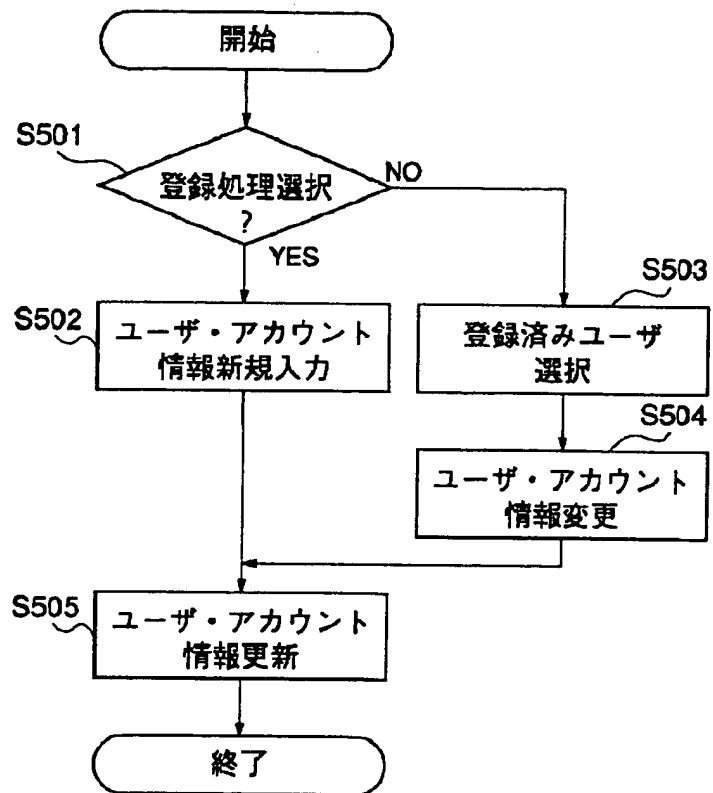 開始
S501
登録処理選択
?
NO
YES
S502
ユーザ・アカウント
情報新規入力
S503
登録済みユーザ
選択
S504
ユーザ・アカウント
情報変更
S505
ユーザ・アカウント
情報更新
終了